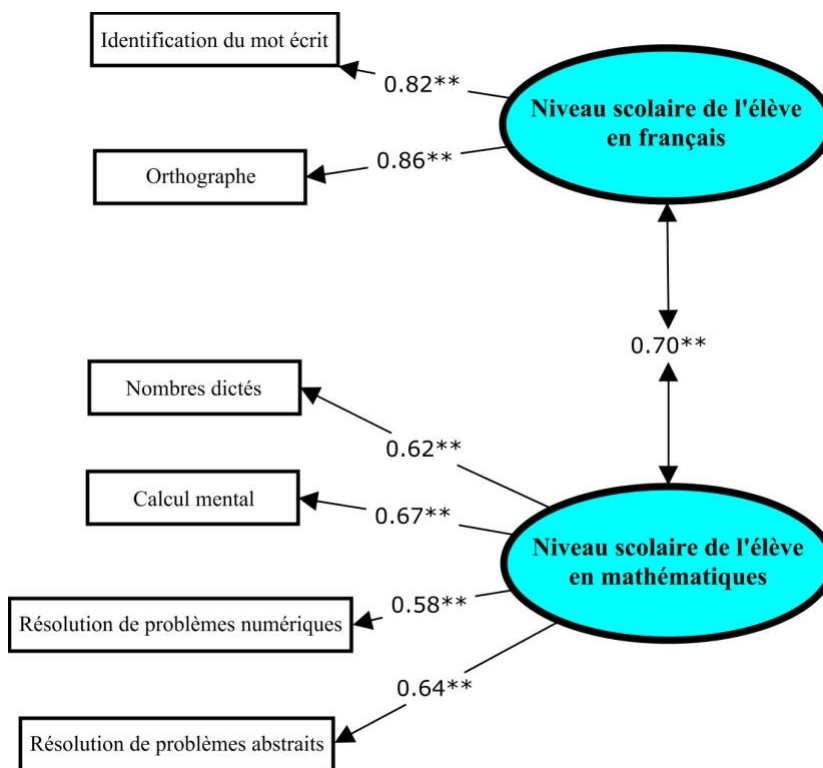 Identification du mot écrit
0.82**
Niveau scolaire de l'élève
en français
Orthographe
0.86**
0.70**
Nombres dictés
0.62**
Calcul mental
0.67**
Niveau scolaire de l'élève
en mathématiques
Résolution de problèmes numériques
0.58**
0.64**
Résolution de problèmes abstraits